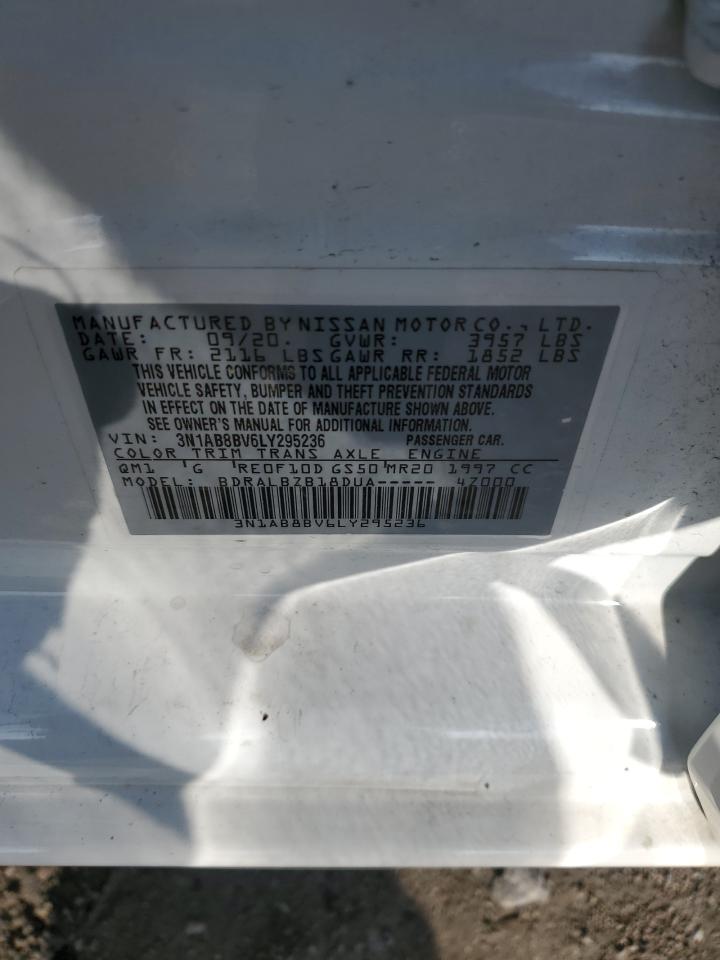 MANUFACTURED BY NISSAN MOTOR CO., LTD.
DATE: 09/20. GVWR: 3957 LBS
GAWR FR: 2116 LBS GAWR RR: 1852 LBS
THIS VEHICLE CONFORMS TO ALL APPLICABLE FEDERAL MOTOR
VEHICLE SAFETY, BUMPER AND THEFT PREVENTION STANDARDS
IN EFFECT ON THE DATE OF MANUFACTURE SHOWN ABOVE.
SEE OWNER'S MANUAL FOR ADDITIONAL INFORMATION.
VIN: 3N1AB8BV6LY295236 PASSENGER CAR.
COLOR TRIM TRANS AXLE ENGINE
QM1 'G RE0F10D GS50'MR20 1997 CC
MODEL: BDRALBZB18DUA----- 47000
3N1AB8BV6LY295236